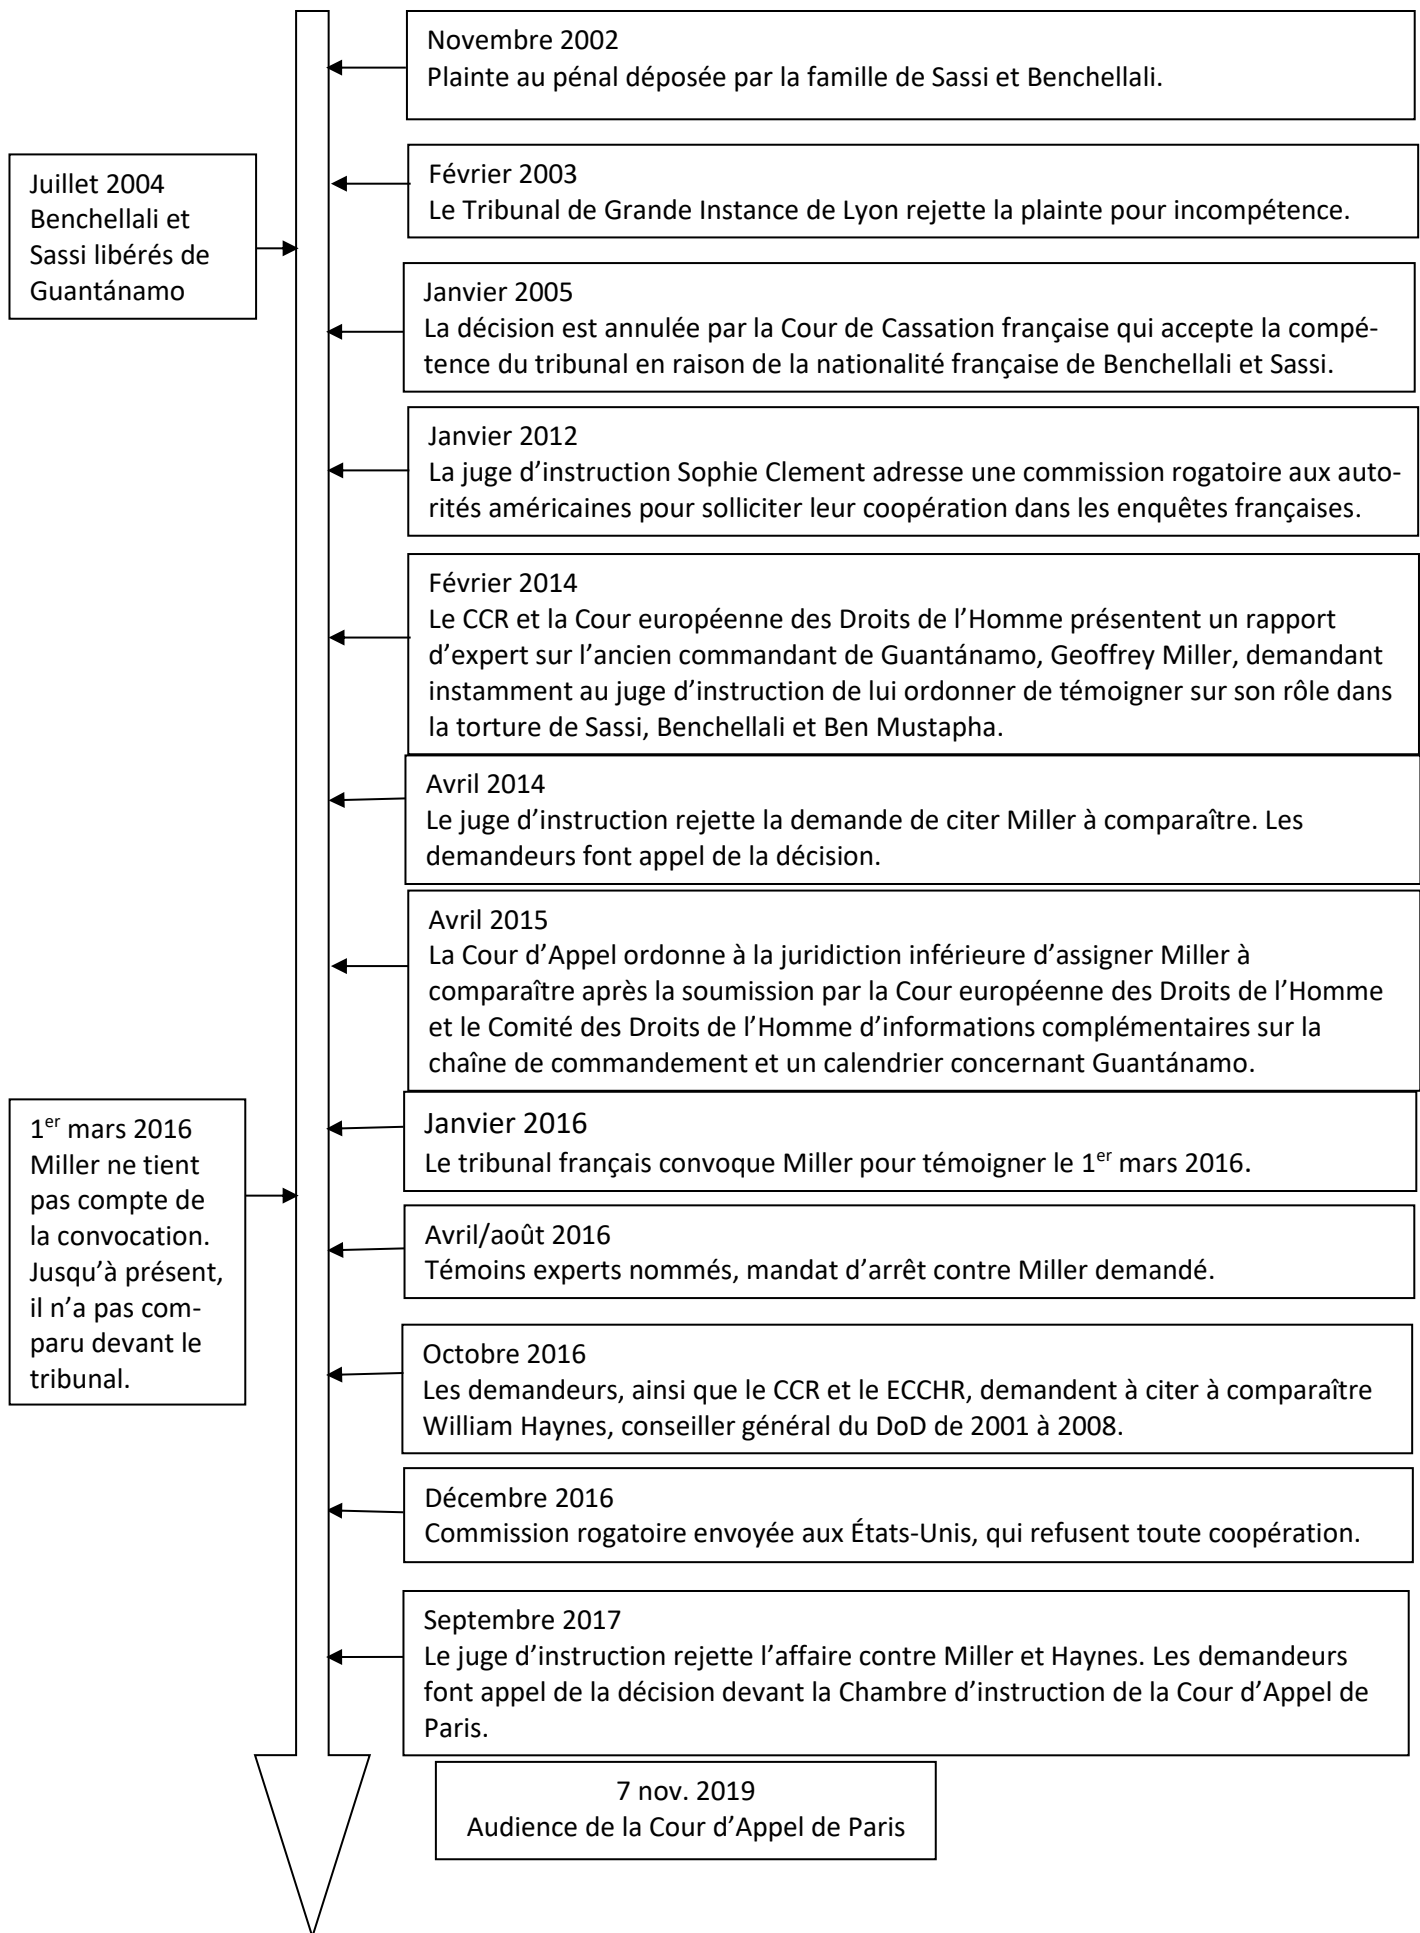 Novembre 2002
Plainte au pénal déposée par la famille de Sassi et Benchellali.
Février 2003
Le Tribunal de Grande Instance de Lyon rejette la plainte pour incompétence.
Juillet 2004
Benchellali et
Sassi libérés de
Guantánamo
Janvier 2005
La décision est annulée par la Cour de Cassation française qui accepte la compé-
tence du tribunal en raison de la nationalité française de Benchellali et Sassi.
Janvier 2012
La juge d’instruction Sophie Clement adresse une commission rogatoire aux auto-
rités américaines pour solliciter leur coopération dans les enquêtes françaises.
Février 2014
Le CCR et la Cour européenne des Droits de l’Homme présentent un rapport
d’expert sur l’ancien commandant de Guantánamo, Geoffrey Miller, demandant
instamment au juge d’instruction de lui ordonner de témoigner sur son rôle dans
la torture de Sassi, Benchellali et Ben Mustapha.
Avril 2014
Le juge d’instruction rejette la demande de citer Miller à comparaître. Les
demandeurs font appel de la décision.
Avril 2015
La Cour d’Appel ordonne à la juridiction inférieure d’assigner Miller à
comparaître après la soumission par la Cour européenne des Droits de l’Homme
et le Comité des Droits de l’Homme d’informations complémentaires sur la
chaîne de commandement et un calendrier concernant Guantánamo.
Janvier 2016
Le tribunal français convoque Miller pour témoigner le 1er mars 2016.
1er mars 2016
Miller ne tient
pas compte de
la convocation.
Jusqu’à présent,
il n’a pas com-
paru devant le
tribunal.
Avril/août 2016
Témoins experts nommés, mandat d’arrêt contre Miller demandé.
Octobre 2016
Les demandeurs, ainsi que le CCR et le ECCHR, demandent à citer à comparaître
William Haynes, conseiller général du DoD de 2001 à 2008.
Décembre 2016
Commission rogatoire envoyée aux États-Unis, qui refusent toute coopération.
Septembre 2017
Le juge d’instruction rejette l’affaire contre Miller et Haynes. Les demandeurs
font appel de la décision devant la Chambre d’instruction de la Cour d’Appel de
Paris.
7 nov. 2019
Audience de la Cour d’Appel de Paris